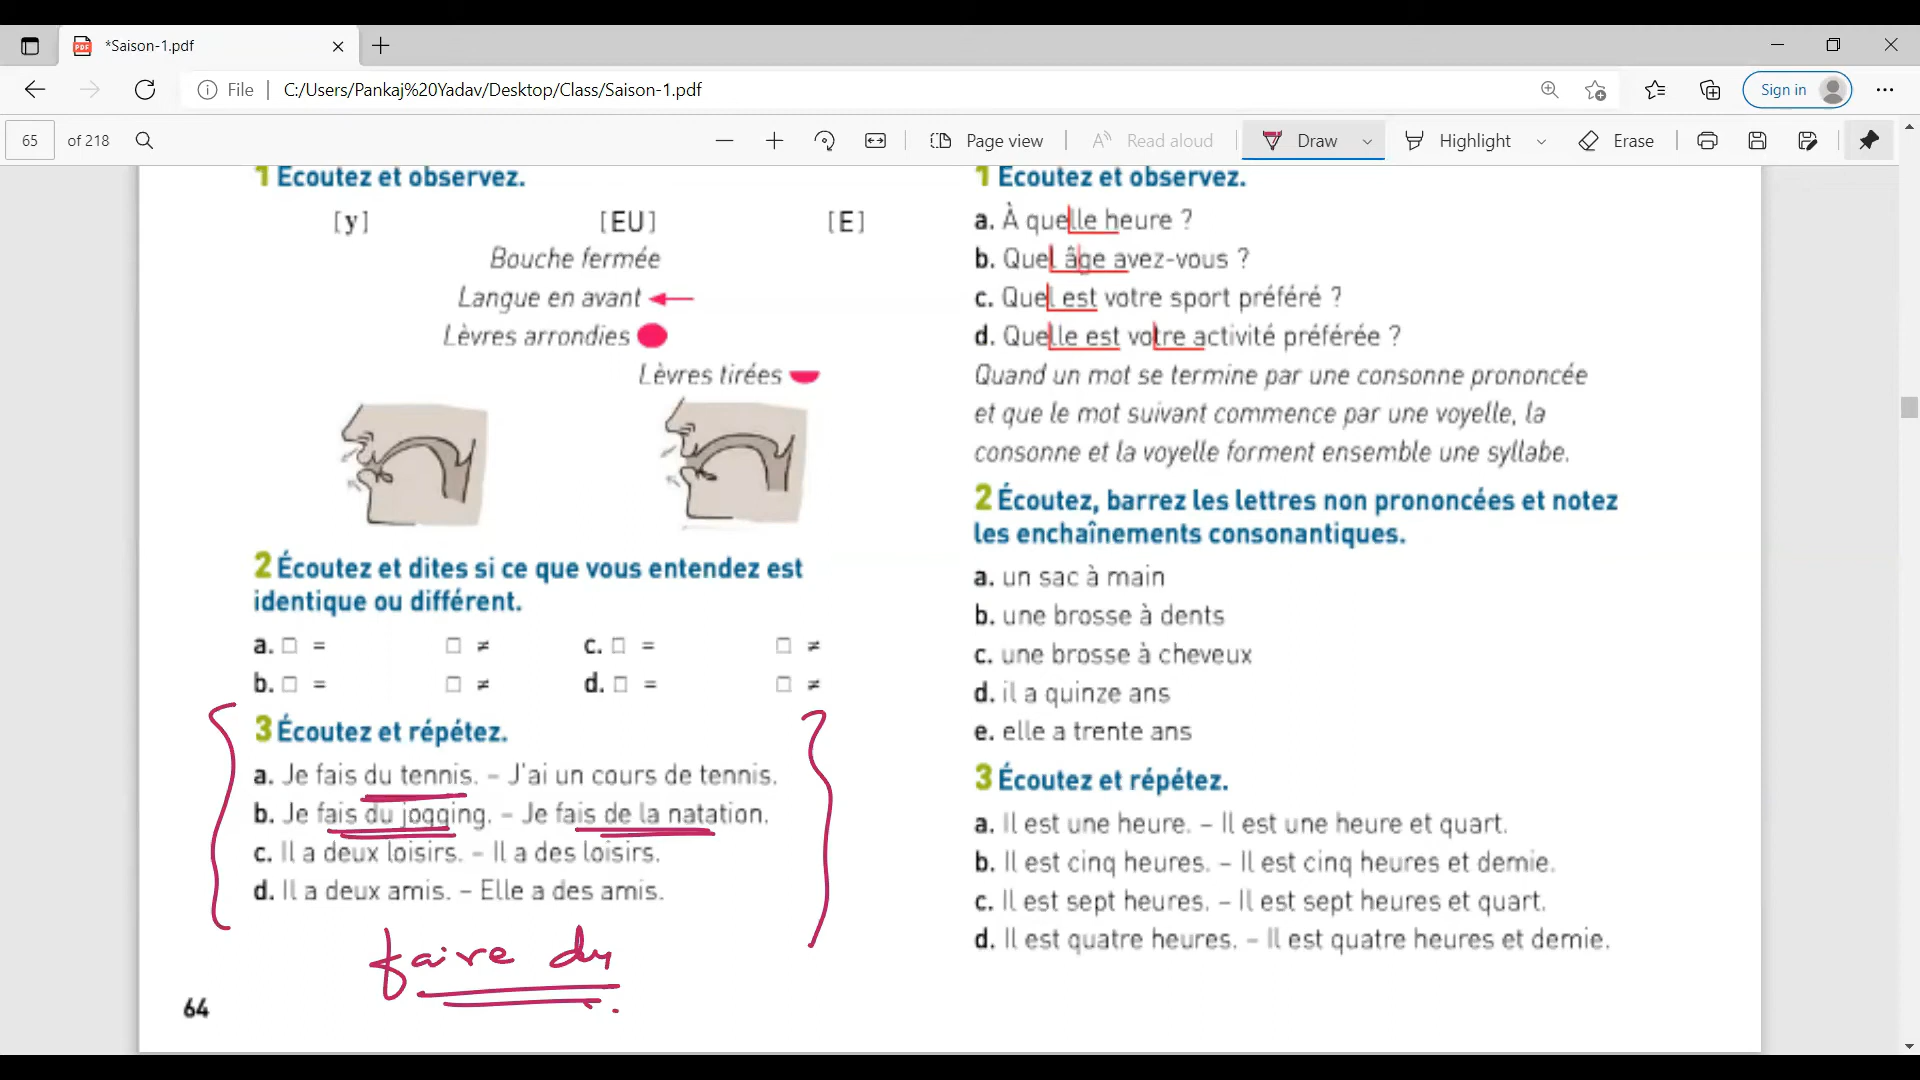 *Saison-1.pdf
File | C:/Users/Pankaj%20Yadav/Desktop/Class/Saison-1.pdf
Sign in
65 of 218
Page view
Read aloud
Draw
Highlight
Erase
1 Écoutez et observez.
[y] [EU] [E]
Bouche fermée
Langue en avant
Lèvres arrondies
Lèvres tirées
2 Écoutez et dites si ce que vous entendez est
identique ou différent.
a. □ = □ ≠ c. □ = □ ≠
b. □ = □ ≠ d. □ = □ ≠
3 Écoutez et répétez.
a. Je fais du tennis. – J'ai un cours de tennis.
b. Je fais du jogging. – Je fais de la natation.
c. Il a deux loisirs. – Il a des loisirs.
d. Il a deux amis. – Elle a des amis.
faire du
64
1 Écoutez et observez.
a. À quelle heure ?
b. Quel âge avez-vous ?
c. Quel est votre sport préféré ?
d. Quelle est votre activité préférée ?
Quand un mot se termine par une consonne prononcée
et que le mot suivant commence par une voyelle, la
consonne et la voyelle forment ensemble une syllabe.
2 Écoutez, barrez les lettres non prononcées et notez
les enchaînements consonantiques.
a. un sac à main
b. une brosse à dents
c. une brosse à cheveux
d. il a quinze ans
e. elle a trente ans
3 Écoutez et répétez.
a. Il est une heure. – Il est une heure et quart.
b. Il est cinq heures. – Il est cinq heures et demie.
c. Il est sept heures. – Il est sept heures et quart.
d. Il est quatre heures. – Il est quatre heures et demie.